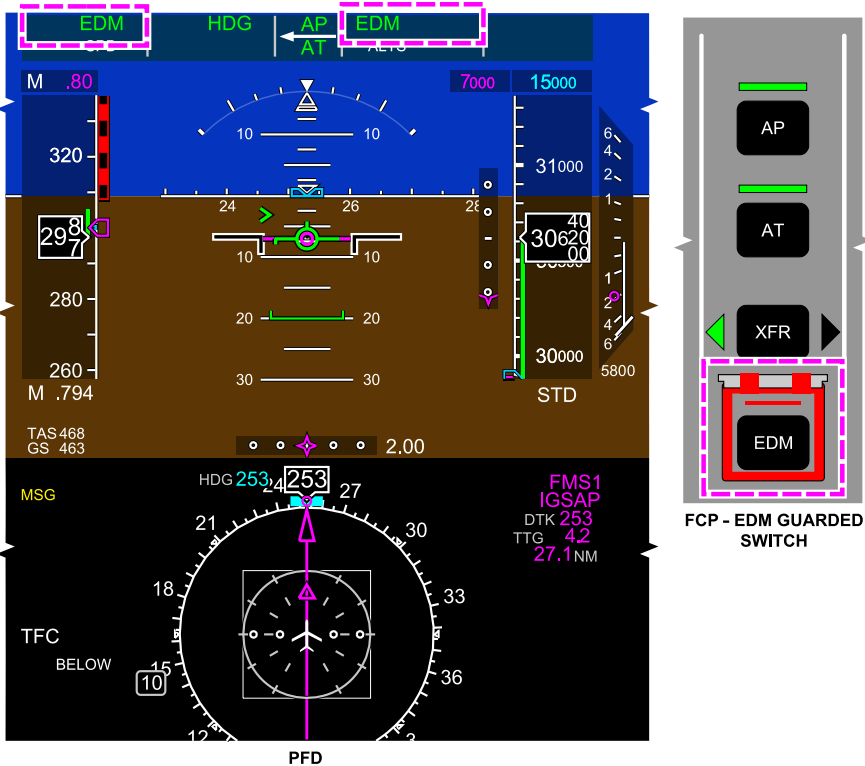 EDM HDG AP EDM
AT
M .80 7000 15000
320
297
8
280
260
M .794
10 10
24 26 28
10 10
20 20
30 30
31000
30620
40
00
30000
STD
6
4
2
1
1
2
4
6
5800
TAS 468
GS 463
2.00
MSG
HDG 253
253
FMS1
IGSAP
DTK 253
TTG 4.2
27.1 NM
24 27
21 30
18 33
15 36
12 3
TFC
BELOW
10
PFD
AP
AT
XFR
EDM
FCP - EDM GUARDED
SWITCH